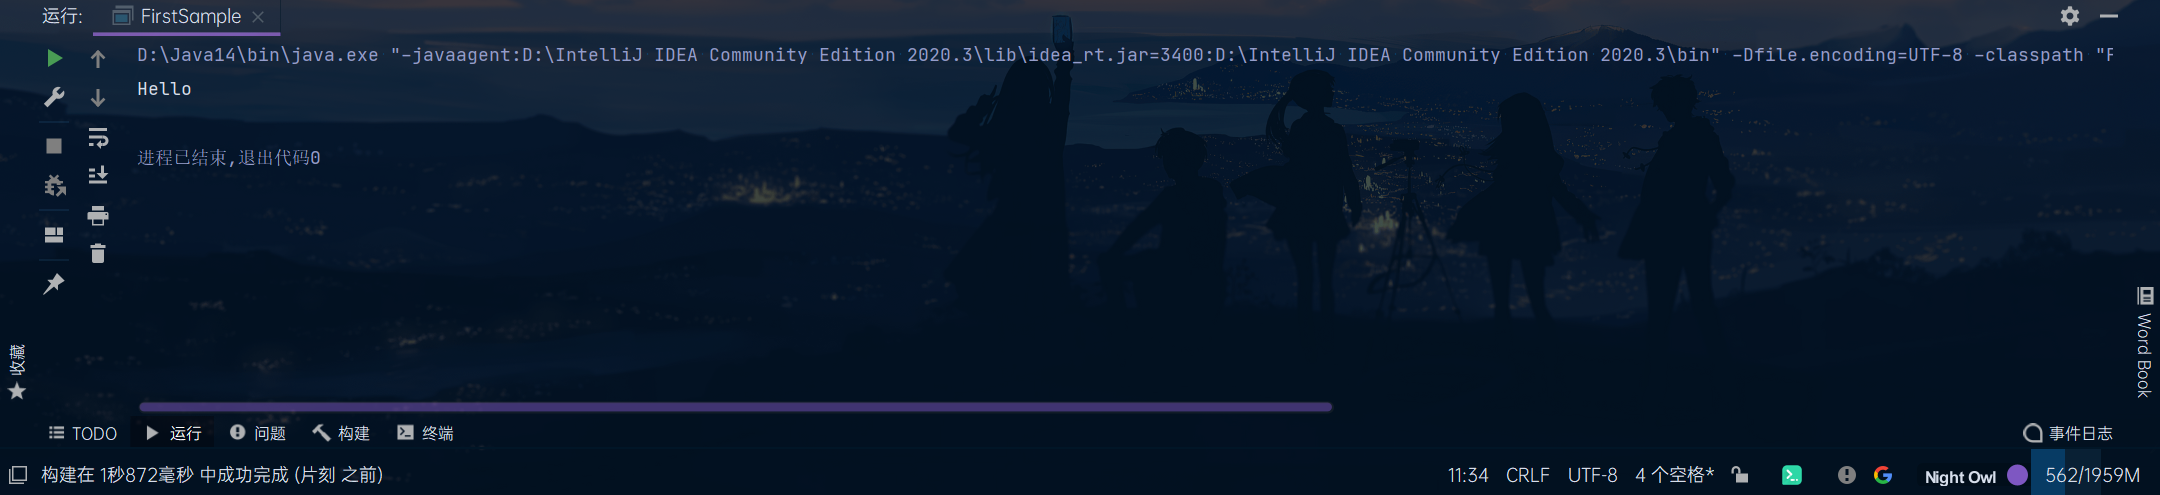 运行: FirstSample
D:\Java14\bin\java.exe "-javaagent:D:\IntelliJ IDEA Community Edition 2020.3\lib\idea_rt.jar=3400:D:\IntelliJ IDEA Community Edition 2020.3\bin" -Dfile.encoding=UTF-8 -classpath "F
Hello
进程已结束,退出代码0
收藏
Word Book
TODO 运行 问题 构建 终端 事件日志
构建在 1秒872毫秒 中成功完成 (片刻 之前) 11:34 CRLF UTF-8 4 个空格* Night Owl 562/1959M